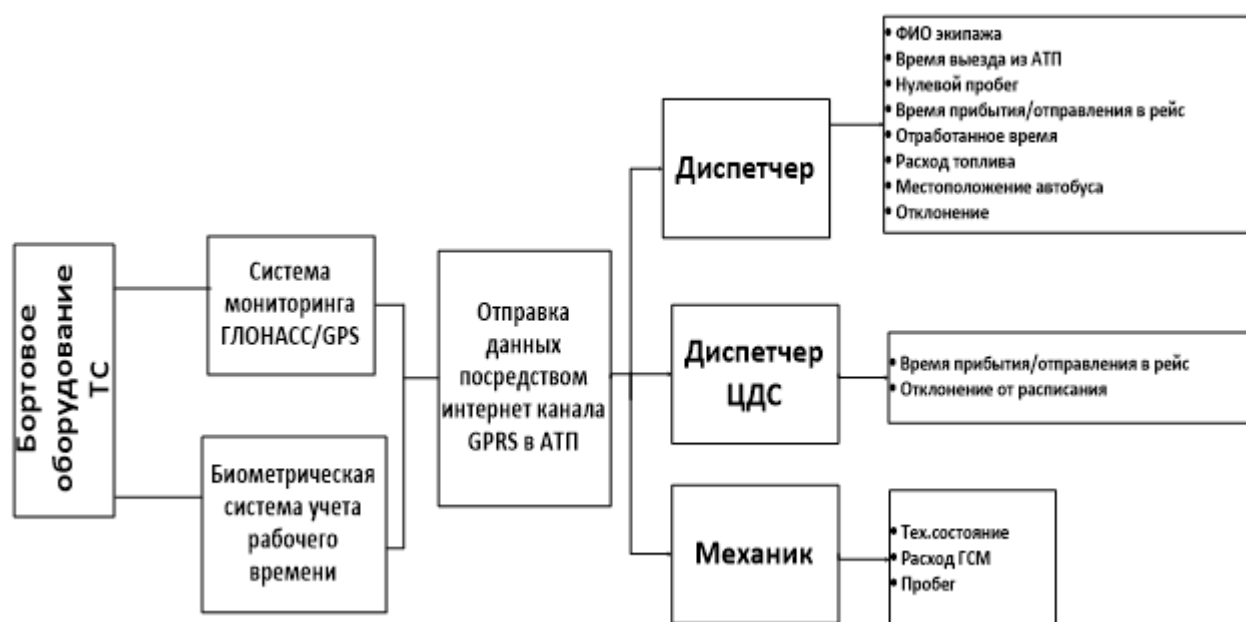 Бортовое
оборудование
ТС
Система
мониторинга
ГЛОНАСС/GPS
Биометрическая
система учета
рабочего
времени
Отправка
данных
посредством
интернет канала
GPRS в АТП
Диспетчер
• ФИО экипажа
• Время выезда из АТП
• Нулевой пробег
• Время прибытия/отправления в рейс
• Отработанное время
• Расход топлива
• Местоположение автобуса
• Отклонение
Диспетчер
ЦДС
• Время прибытия/отправления в рейс
• Отклонение от расписания
Механик
• Тех.состояние
• Расход ГСМ
• Пробег